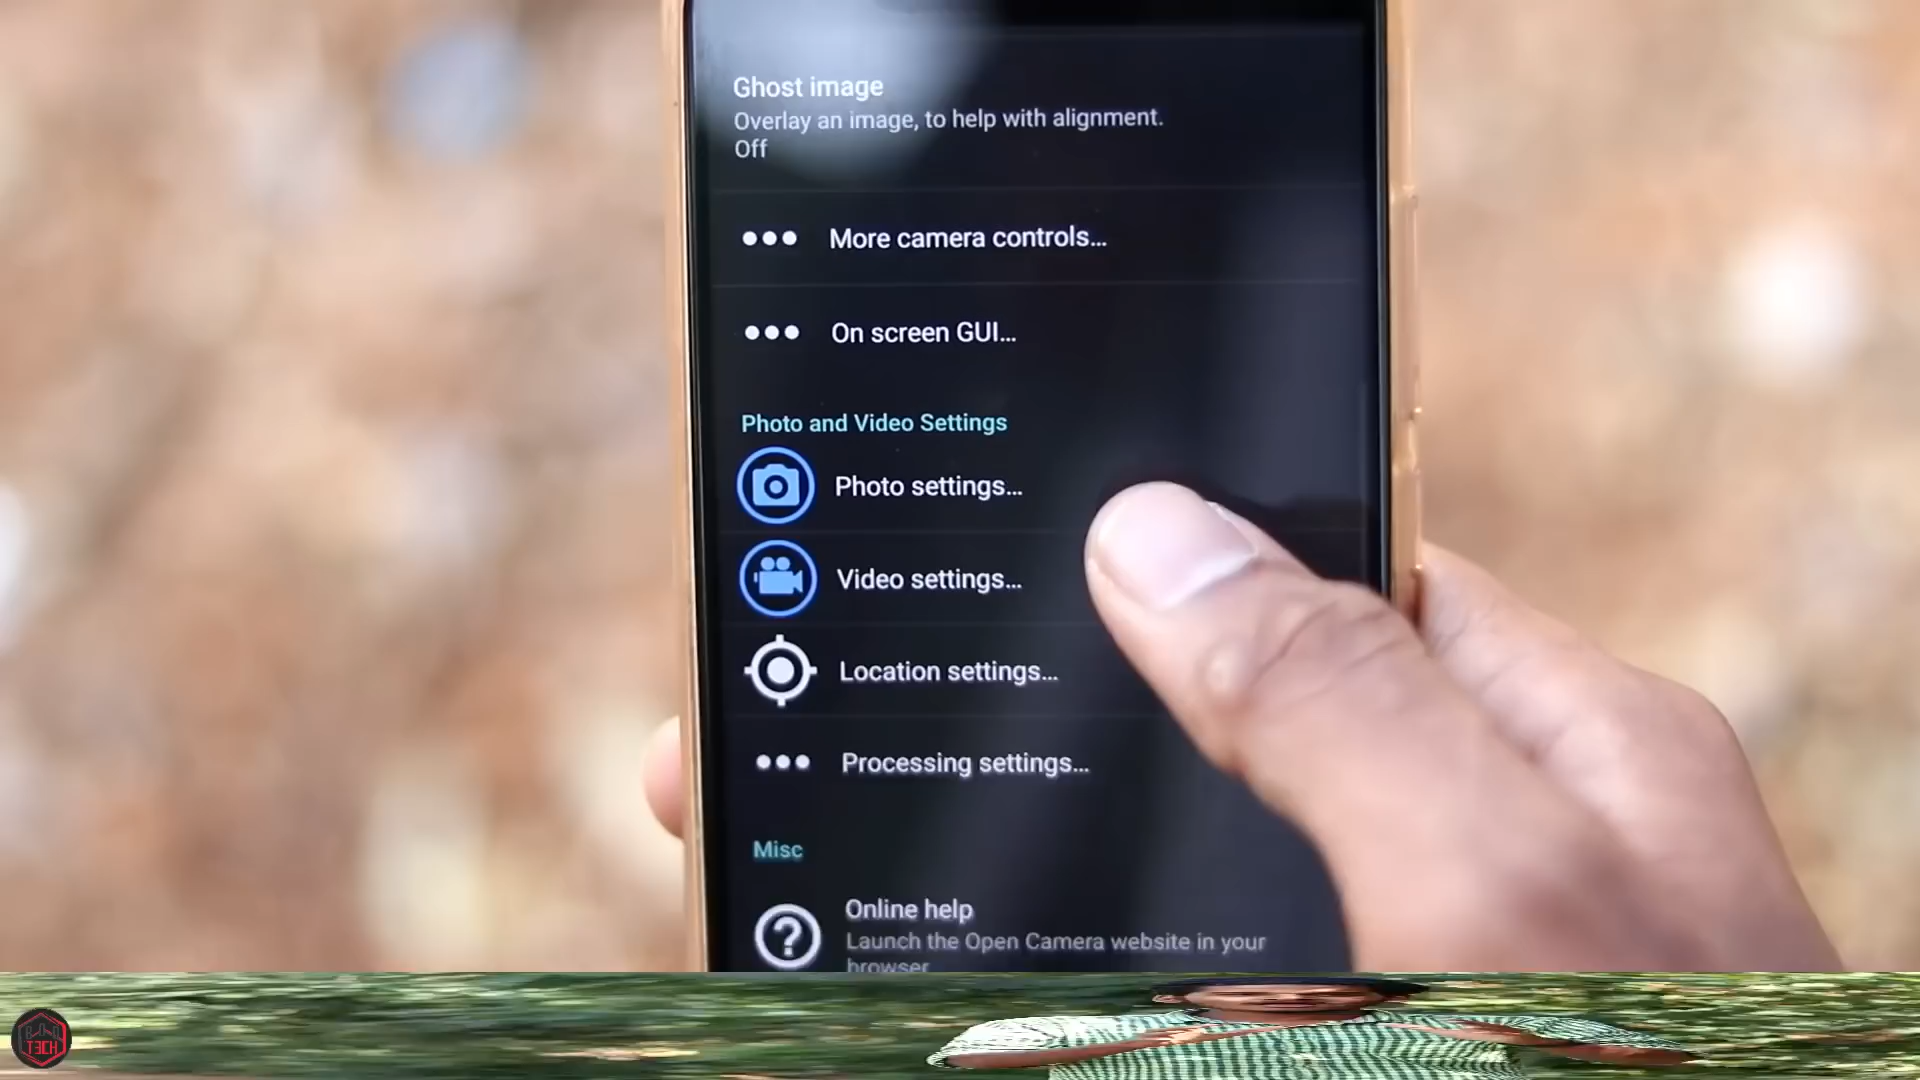 Ghost image
Overlay an image, to help with alignment.
Off
More camera controls...
On screen GUI...
Photo and Video Settings
Photo settings...
Video settings...
Location settings...
Processing settings...
Misc
Online help
Launch the Open Camera website in your
browser